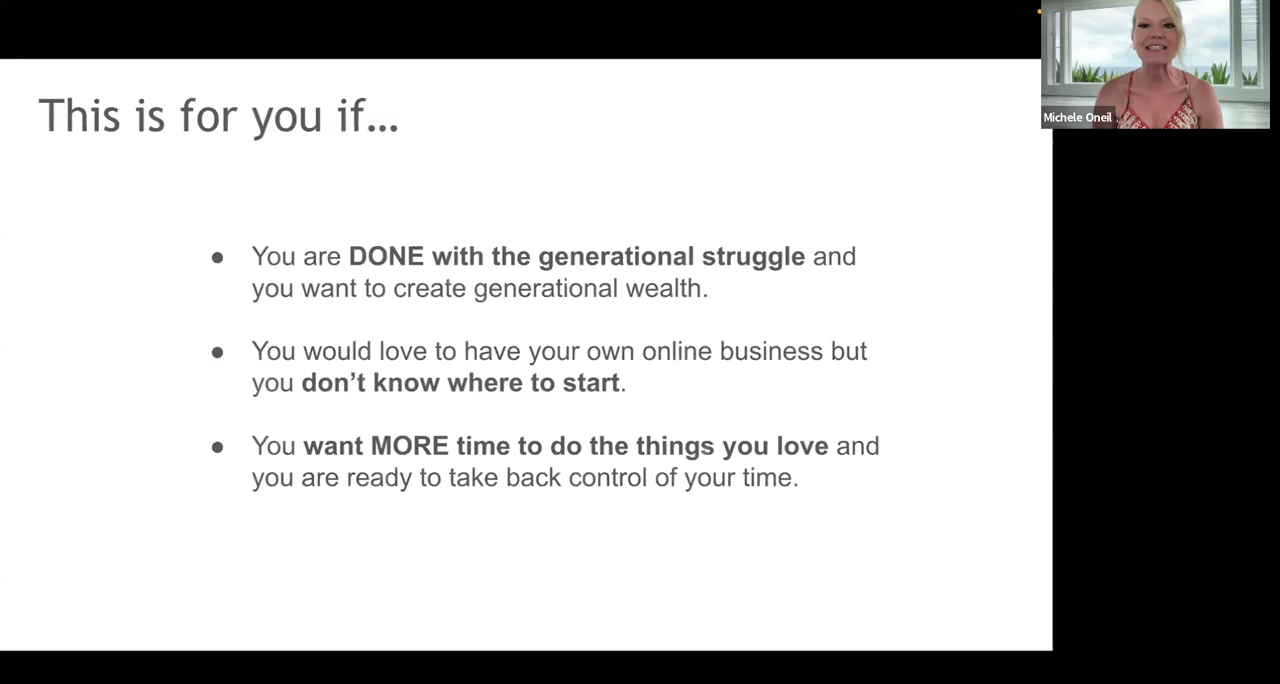 This is for you if...
Michele Oneil
● You are DONE with the generational struggle and
you want to create generational wealth.
● You would love to have your own online business but
you don’t know where to start.
● You want MORE time to do the things you love and
you are ready to take back control of your time.